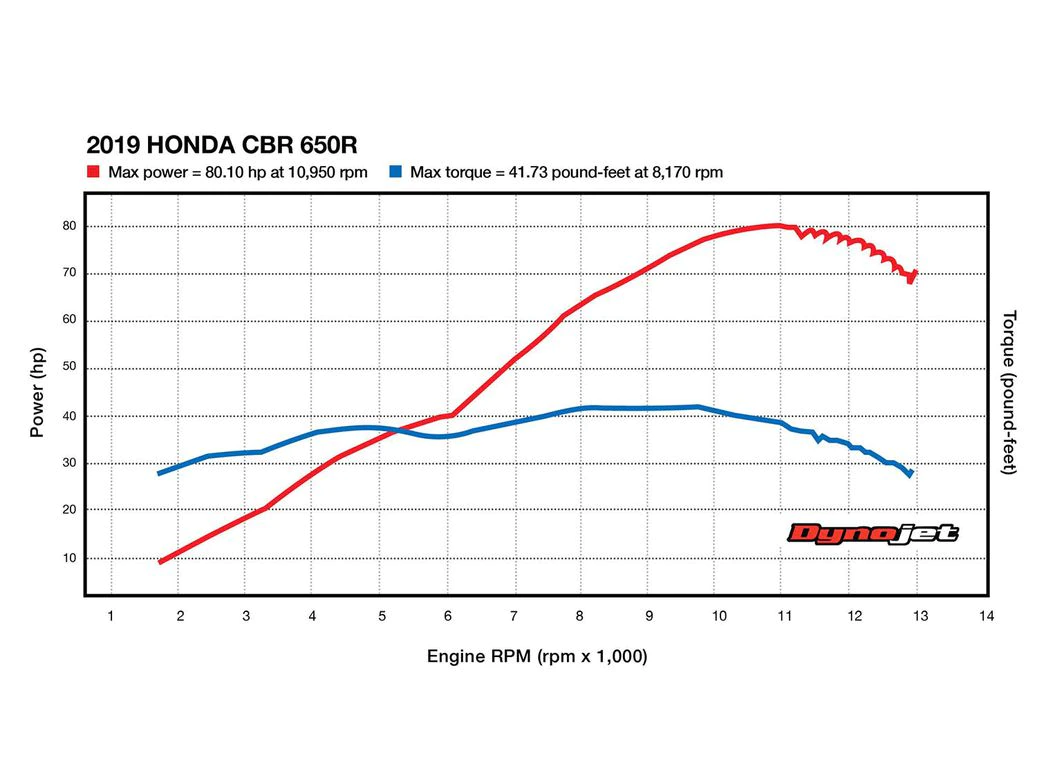 2019 HONDA CBR 650R
Max power = 80.10 hp at 10,950 rpm
Max torque = 41.73 pound-feet at 8,170 rpm
80
70
60
50
40
30
20
10
Power (hp)
Torque (pound-feet)
Dynojet
1 2 3 4 5 6 7 8 9 10 11 12 13 14
Engine RPM (rpm x 1,000)